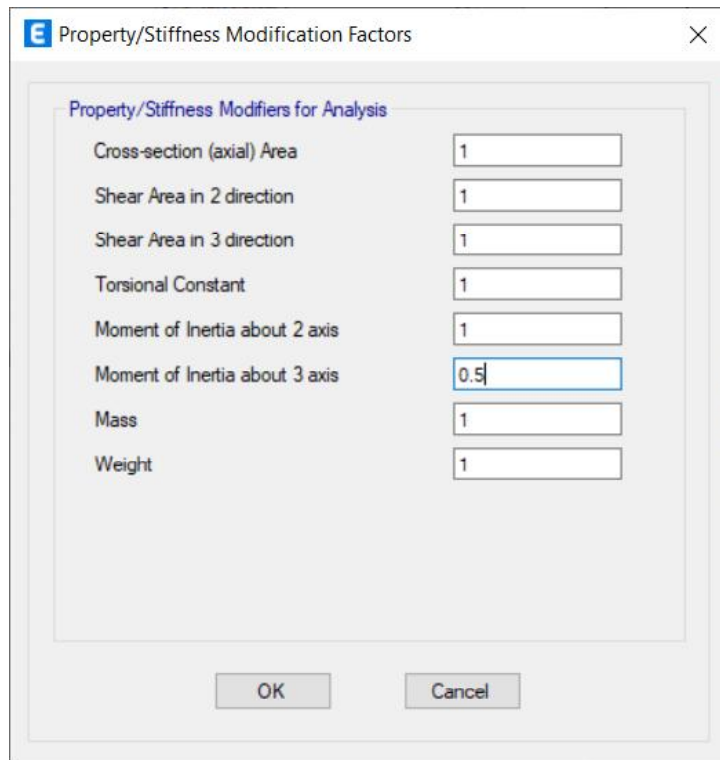 E Property/Stiffness Modification Factors
Property/Stiffness Modifiers for Analysis
Cross-section (axial) Area 1
Shear Area in 2 direction 1
Shear Area in 3 direction 1
Torsional Constant 1
Moment of Inertia about 2 axis 1
Moment of Inertia about 3 axis 0.5
Mass 1
Weight 1
OK Cancel